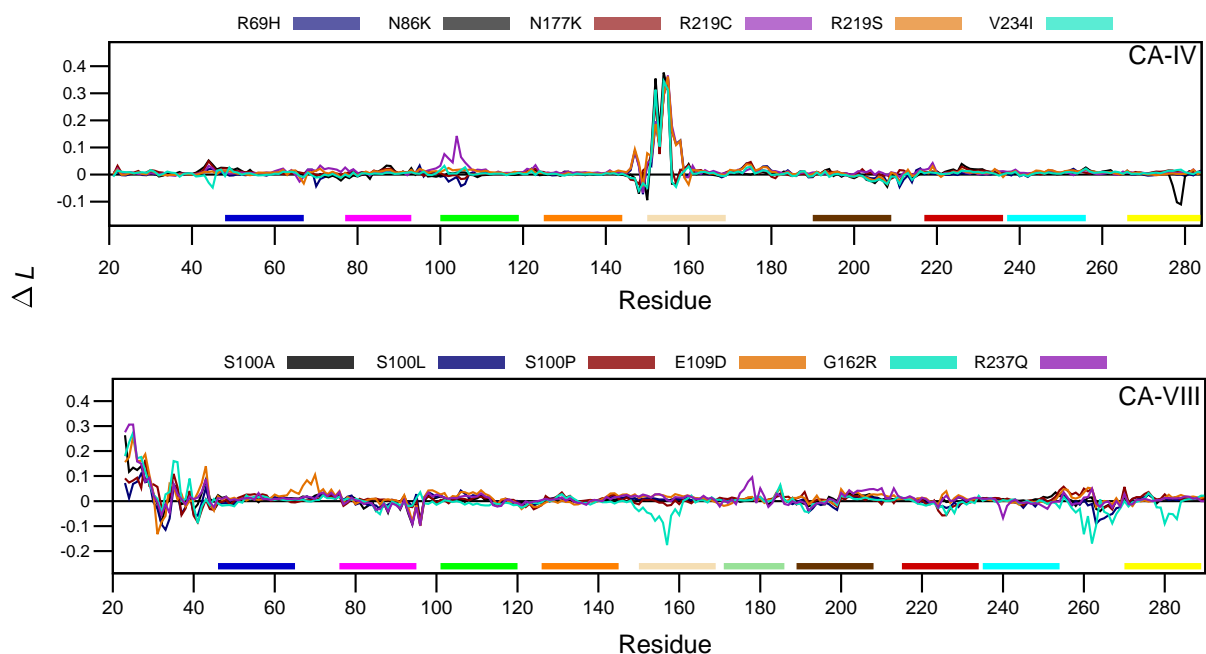 R69H N86K N177K R219C R219S V234I
CA-IV
0.4
0.3
0.2
0.1
0
-0.1
20 40 60 80 100 120 140 160 180 200 220 240 260 280
Residue
Δ L
S100A S100L S100P E109D G162R R237Q
CA-VIII
0.4
0.3
0.2
0.1
0
-0.1
-0.2
20 40 60 80 100 120 140 160 180 200 220 240 260 280
Residue